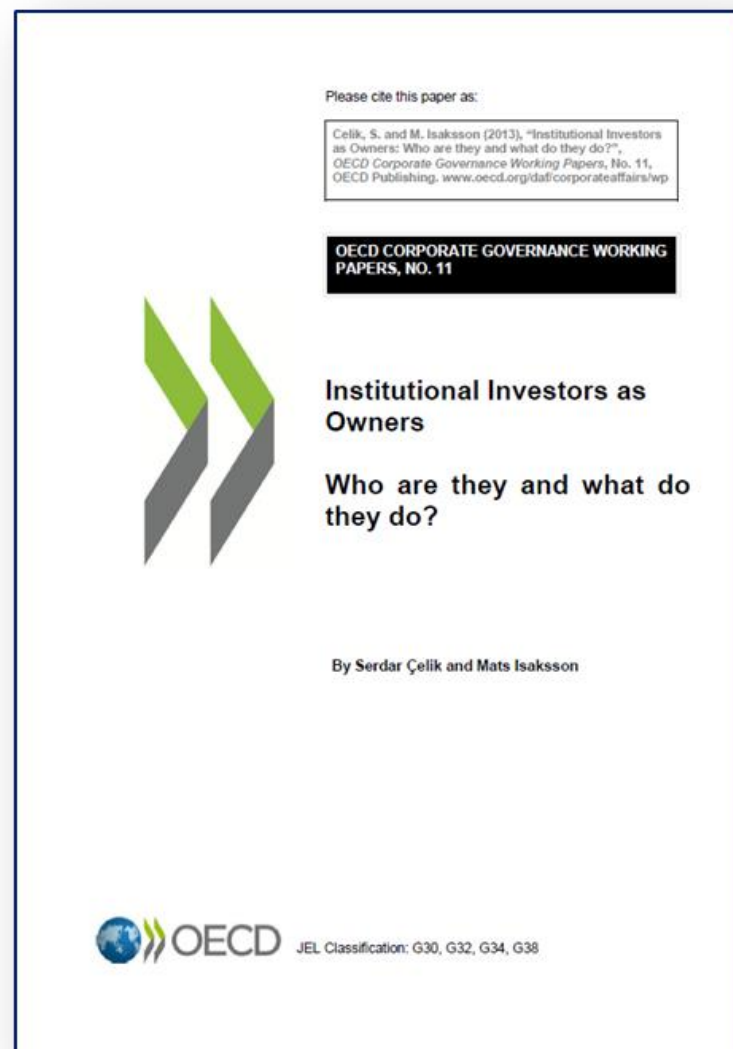 Please cite this paper as:
Celik, S. and M. Isaksson (2013), “Institutional Investors
as Owners: Who are they and what do they do?”,
OECD Corporate Governance Working Papers, No. 11,
OECD Publishing. www.oecd.org/daf/corporateaffairs/wp
OECD CORPORATE GOVERNANCE WORKING
PAPERS, NO. 11
Institutional Investors as
Owners
Who are they and what do
they do?
By Serdar Çelik and Mats Isaksson
OECD
JEL Classification: G30, G32, G34, G38